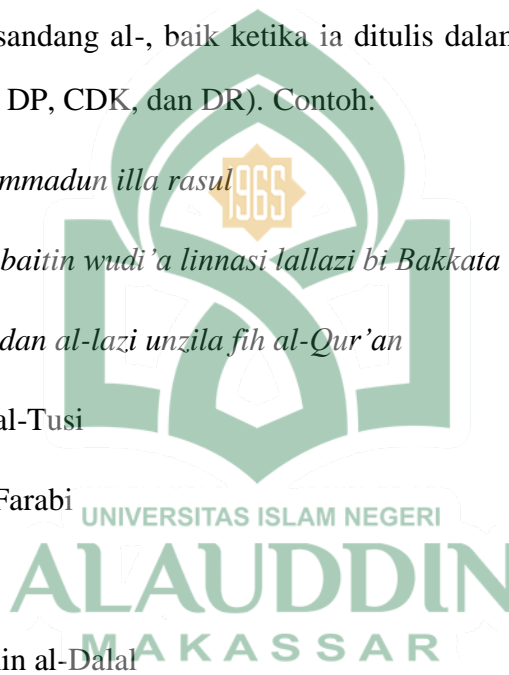 sandang al-, baik ketika ia ditulis dalam
DP, CDK, dan DR). Contoh:
mmadun illa rasul
1965
baitin wudi’a linnasi lallazi bi Bakkata
dan al-lazi unzila fih al-Qur’an
al-Tusi
Farabi
UNIVERSITAS ISLAM NEGERI
ALAUDDIN
MAKASSAR
in al-Dalal